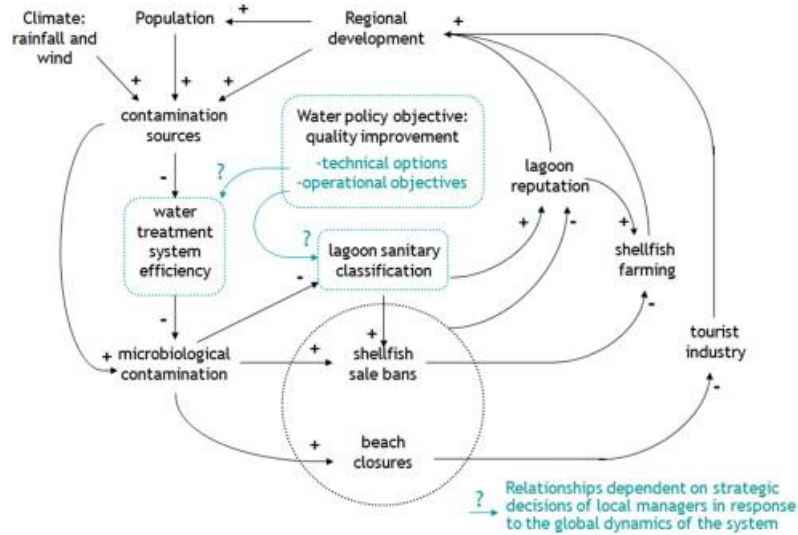 Climate:
rainfall and
wind
Population
Regional
development
+
+
+
+
+
+
contamination
sources
Water policy objective:
quality improvement
-technical options
-operational objectives
?
-
water
treatment
system
efficiency
?
lagoon sanitary
classification
lagoon
reputation
+
-
+
shellfish
farming
-
-
-
+
microbiological
contamination
+
+
shellfish
sale bans
tourist
industry
-
+
beach
closures
?
Relationships dependent on strategic
decisions of local managers in response
to the global dynamics of the system